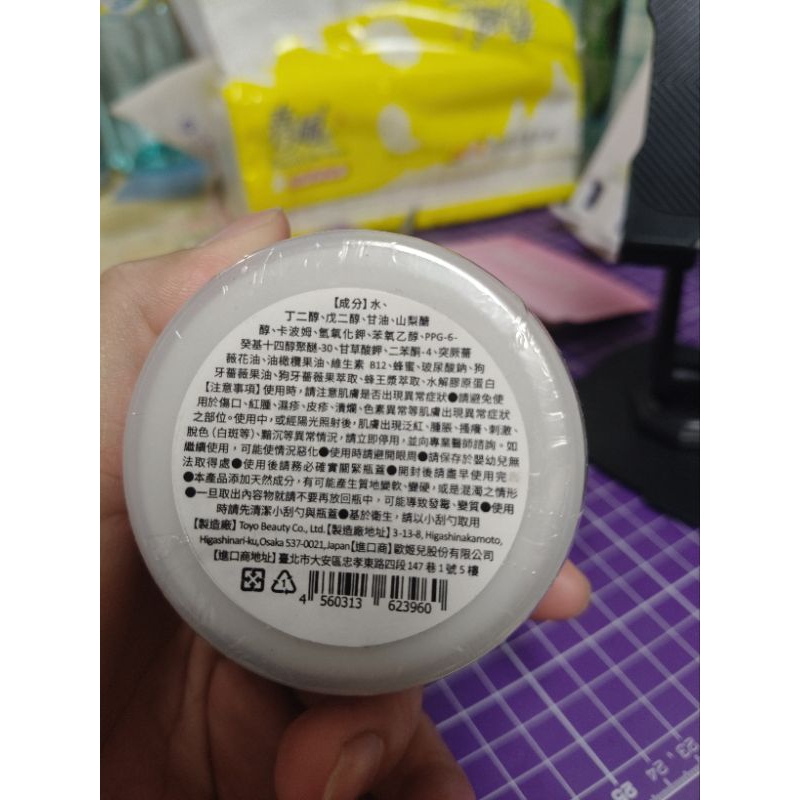 【成分】水、
丁二醇、戊二醇、甘油、山梨醣
醇、卡波姆、氫氧化鉀、苯氧乙醇、PPG-6-
癸基十四醇聚醚-30、甘草酸鉀、二苯酮-4、突厥薔
薇花油、油橄欖果油、維生素 B12、蜂蜜、玻尿酸鈉、狗
牙薔薇果油、狗牙薔薇果萃取、蜂王漿萃取、水解膠原蛋白
【注意事項】使用時，請注意肌膚是否出現異常症狀●請避免使
用於傷口、紅腫、濕疹、皮疹、潰爛、色素異常等肌膚出現異常症狀
之部位。使用中，或經陽光照射後，肌膚出現泛紅、腫脹、搔癢、刺激、
脫色（白斑等）、黯沉等異常情況，請立即停用，並向專業醫師諮詢。如
繼續使用，可能使情況惡化●使用時請避開眼周●請保存於嬰幼兒無
法取得處●使用後請務必確實關緊瓶蓋●開封後請盡早使用完
●本產品添加天然成分，有可能產生質地變軟、變硬，或是混濁之情形
●一旦取出內容物就請不要再放回瓶中，可能導致發霉、變質●使用
時請先清潔小刮勺與瓶蓋●基於衛生，請以小刮勺取用
【製造廠】Toyo Beauty Co., Ltd.【製造廠地址】3-13-8, Higashinakamoto,
Higashinari-ku,Osaka 537-0021,Japan【進口商】歐姬兒股份有限公司
【進口商地址】臺北市大安區忠孝東路四段147巷1號5樓
4 560313 623960
25 24 23